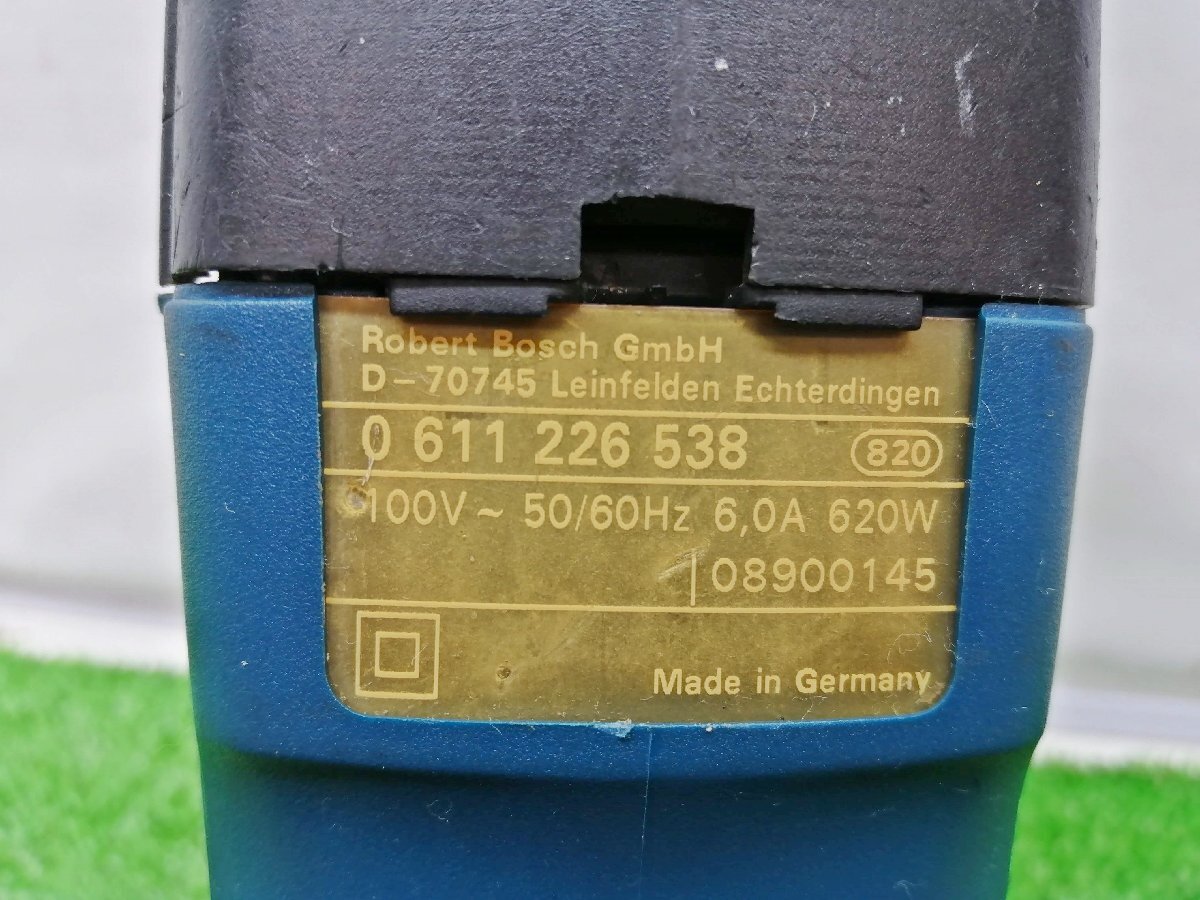 Robert Bosch GmbH
D-70745 Leinfelden Echterdingen
0 611 226 538 820
100V ~ 50/60Hz 6,0A 620W
08900145
Made in Germany